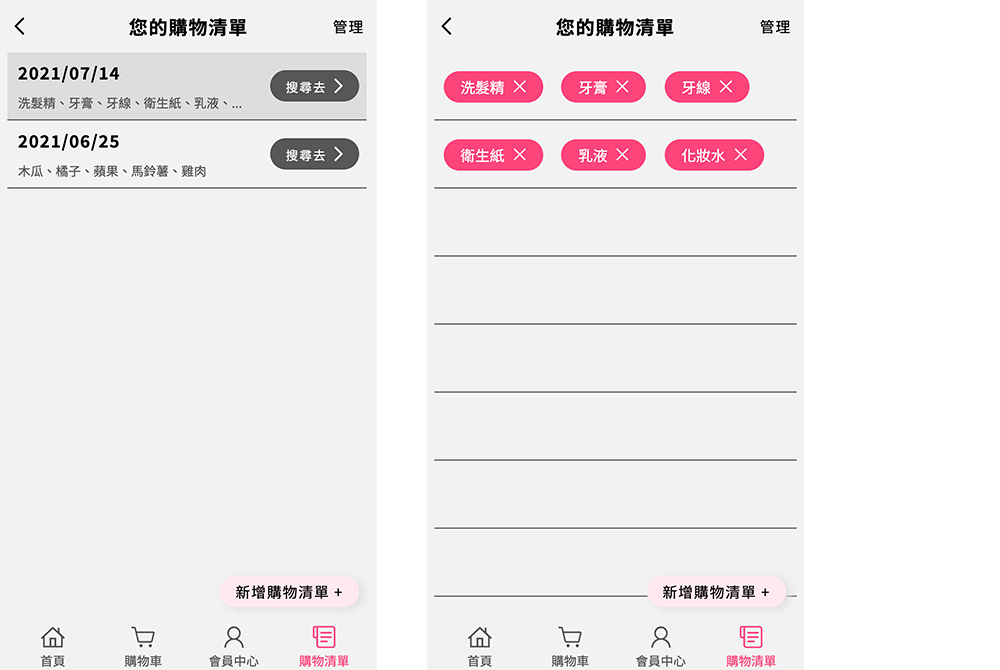 您的購物清單
管理
2021/07/14
洗髮精、牙膏、牙線、衛生紙、乳液、...
搜尋去
2021/06/25
木瓜、橘子、蘋果、馬鈴薯、雞肉
搜尋去
新增購物清單 +
首頁
購物車
會員中心
購物清單
您的購物清單
管理
洗髮精 牙膏 牙線
衛生紙 乳液 化妝水
新增購物清單 +
首頁
購物車
會員中心
購物清單